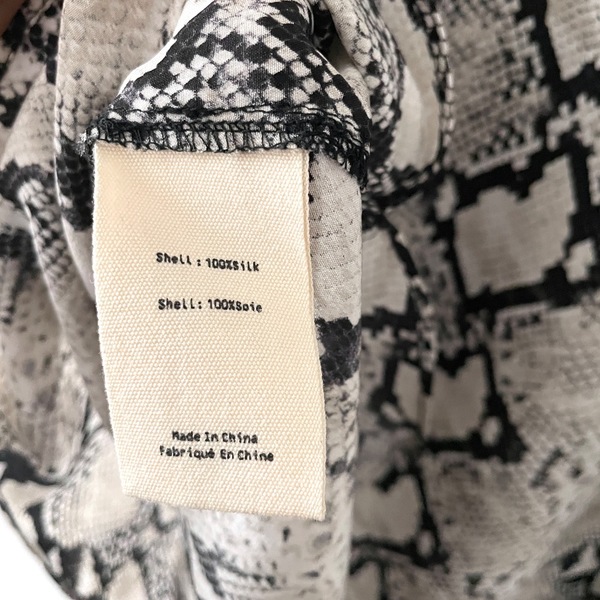 Shell: 100%Silk
Shell: 100%Soie
Made In China
Fabriqué En Chine